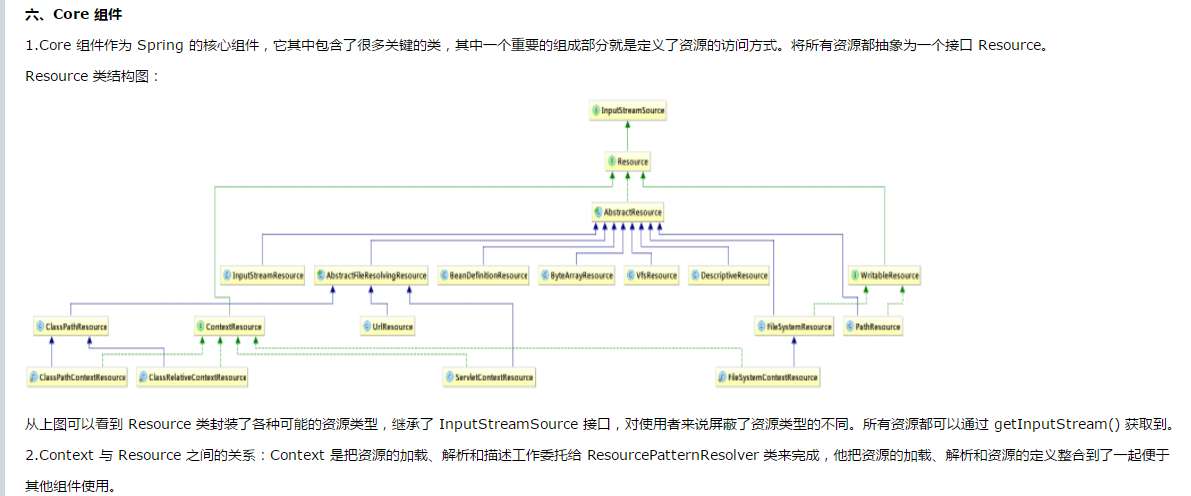 六、Core 组件
1.Core 组件作为 Spring 的核心组件，它其中包含了很多关键的类，其中一个重要的组成部分就是定义了资源的访问方式。将所有资源都抽象为一个接口 Resource。
Resource 类结构图：
InputStreamSource
Resource
AbstractResource
InputStreamResource AbstractFileResolvingResource BeanDefinitionResource ByteArrayResource VfsResource DescriptiveResource WritableResource
ClassPathResource ContextResource UrlResource FileSystemResource PathResource
ClassPathContextResource ClassRelativeContextResource ServletContextResource FileSystemContextResource
从上图可以看到 Resource 类封装了各种可能的资源类型，继承了 InputStreamSource 接口，对使用者来说屏蔽了资源类型的不同。所有资源都可以通过 getInputStream() 获取到。
2.Context 与 Resource 之间的关系：Context 是把资源的加载、解析和描述工作委托给 ResourcePatternResolver 类来完成，他把资源的加载、解析和资源的定义整合到了一起便于
其他组件使用。